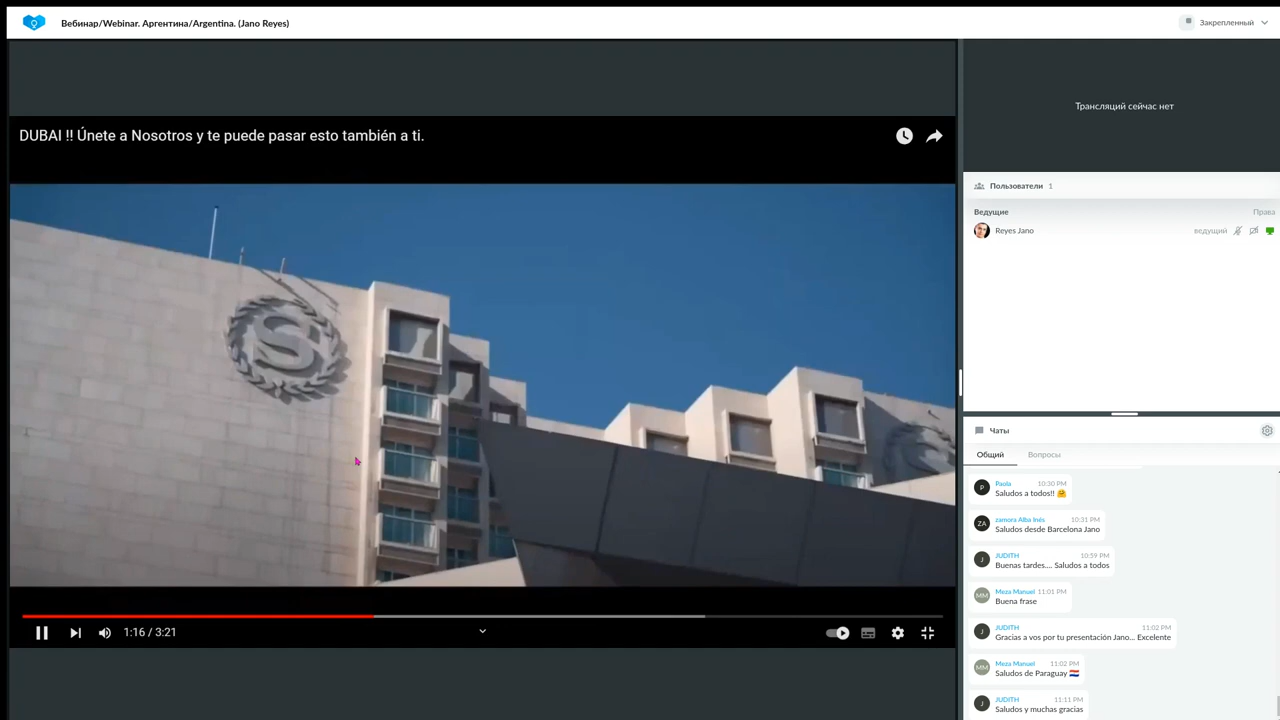 Вебинар/Webinar. Аргентина/Argentina. (Jano Reyes)
Закрепленный
DUBAI !! Únete a Nosotros y te puede pasar esto también a ti.
S
1:16 / 3:21
Трансляций сейчас нет
Пользователи 1
Ведущие Права
Reyes Jano ведущий
Чаты
Общий Вопросы
P Paola 10:30 PM
Saludos a todos!! 🤗
ZA zamora Alba Inés 10:31 PM
Saludos desde Barcelona Jano
J JUDITH 10:59 PM
Buenas tardes.... Saludos a todos
MM Meza Manuel 11:01 PM
Buena frase
J JUDITH 11:02 PM
Gracias a vos por tu presentación Jano... Excelente
MM Meza Manuel 11:02 PM
Saludos de Paraguay 🇵🇾
J JUDITH 11:11 PM
Saludos y muchas gracias